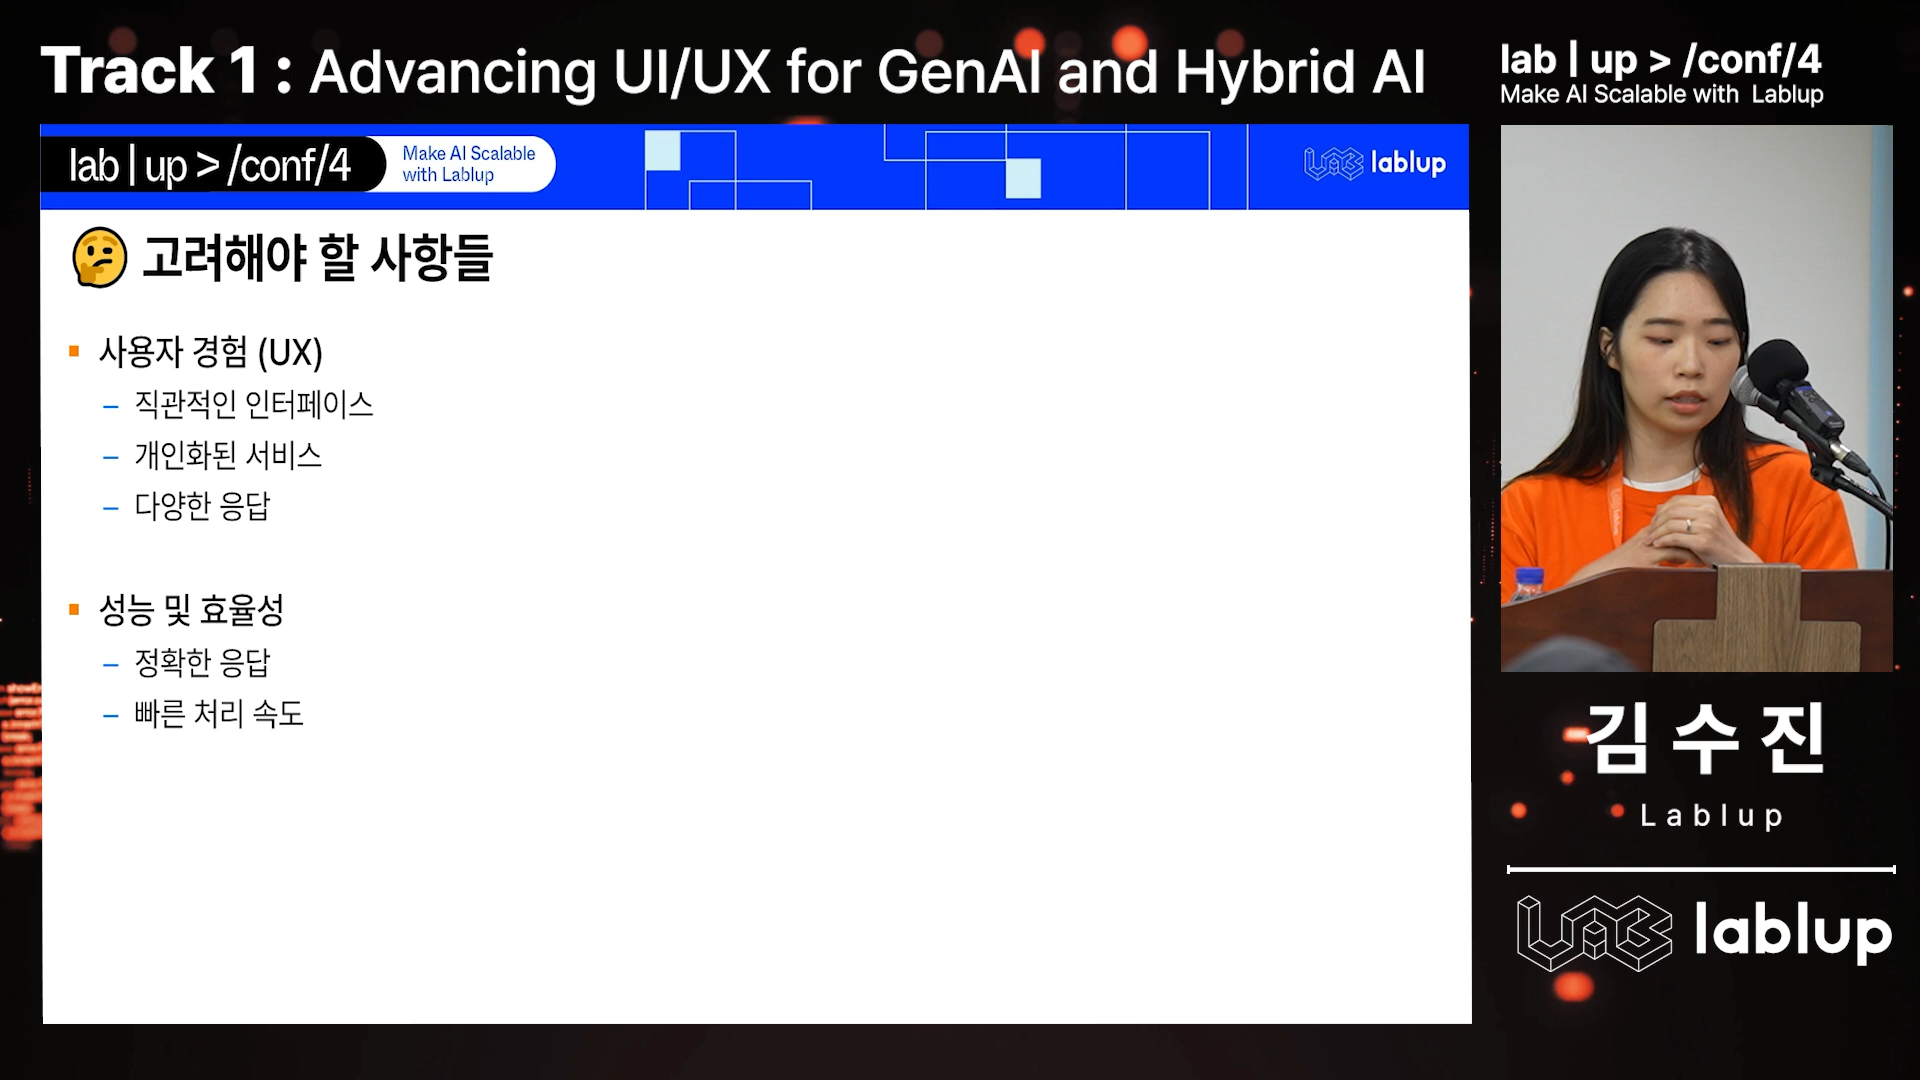 Track 1 : Advancing UI/UX for GenAI and Hybrid AI
lab | up > /conf/4
Make AI Scalable with Lablup
lab | up > /conf/4
Make AI Scalable
with Lablup
lablup
🤔 고려해야 할 사항들
▪ 사용자 경험 (UX)
– 직관적인 인터페이스
– 개인화된 서비스
– 다양한 응답
▪ 성능 및 효율성
– 정확한 응답
– 빠른 처리 속도
김수진
Lablup
lablup